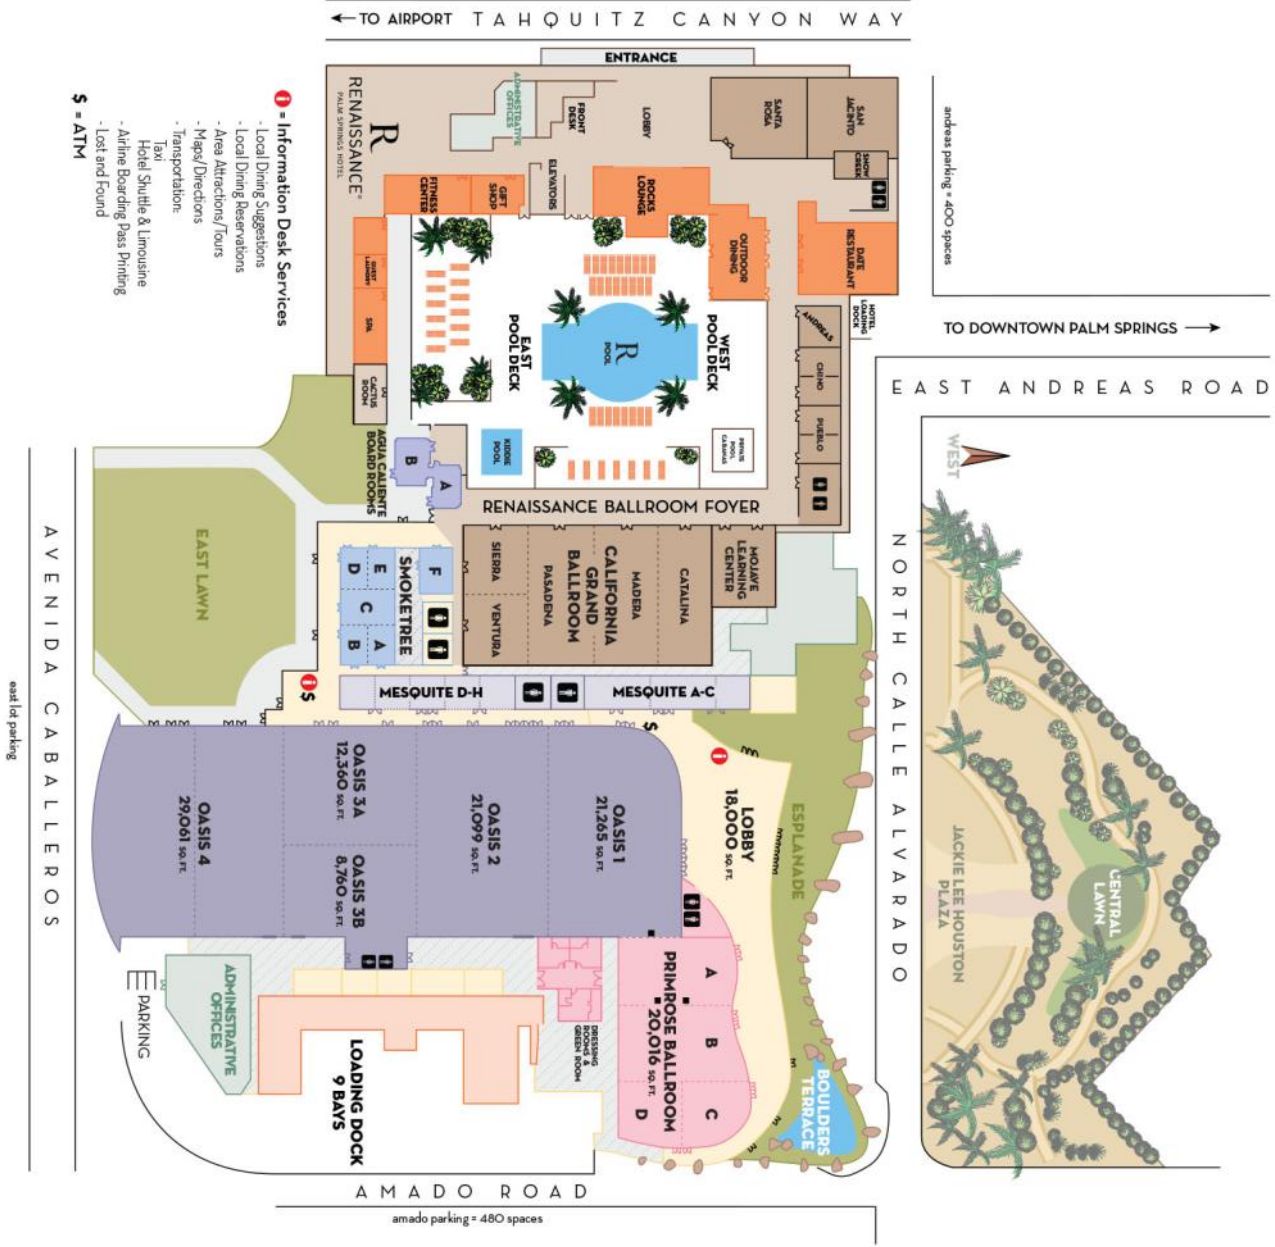 ← TO AIRPORT
TAHQUITZ CANYON WAY
ENTRANCE
RENAISSANCE®
PALM SPRINGS HOTEL
R
ADMINISTRATIVE
OFFICES
FRONT
DESK
LOBBY
SANTA
ROSA
SAN
JACINTO
SNOW
CREEK
andreas parking = 400 spaces
ELEVATORS
FITNESS
CENTER
GIFT
SHOP
ROCKS
LOUNGE
OUTDOOR
DINING
DATE
RESTAURANT
HOTEL
LOADING
DOCK
TO DOWNTOWN PALM SPRINGS →
EAST ANDREAS ROAD
i = Information Desk Services
- Local Dining Suggestions
- Local Dining Reservations
- Area Attractions/Tours
- Maps/Directions
- Transportation:
Taxi
Hotel Shuttle & Limousine
- Airline Boarding Pass Printing
- Lost and Found
$ = ATM
GUEST
LAUNDRY
SPA
CACTUS
ROOM
EAST
POOL DECK
R
POOL
WEST
POOL DECK
ANDREAS
CHINO
PUEBLO
KIDDIE
POOL
PRIVATE
POOL
CABANAS
AGUA CALIENTE
BOARD ROOMS
B
A
RENAISSANCE BALLROOM FOYER
WEST
EAST LAWN
SMOKETREE
D
E
F
C
B
A
SIERRA
VENTURA
PASADENA
CALIFORNIA
GRAND
BALLROOM
MADERA
CATALINA
MOJAVE
LEARNING
CENTER
MESQUITE D-H
MESQUITE A-C
i
$
$
i
AVENIDA CABALLEROS
east lot parking
NORTH CALLE ALVARADO
OASIS 4
29,061 SQ. FT.
OASIS 3A
12,360 SQ. FT.
OASIS 3B
8,760 SQ. FT.
OASIS 2
21,099 SQ. FT.
OASIS 1
21,265 SQ. FT.
LOBBY
18,000 SQ. FT.
ESPLANADE
JACKIE LEE HOUSTON
PLAZA
CENTRAL
LAWN
PRIMROSE BALLROOM
20,016 SQ. FT.
A
B
C
D
DRESSING
ROOMS &
GREEN ROOM
BOULDERS
TERRACE
ADMINISTRATIVE
OFFICES
PARKING
LOADING DOCK
9 BAYS
AMADO ROAD
amado parking = 480 spaces